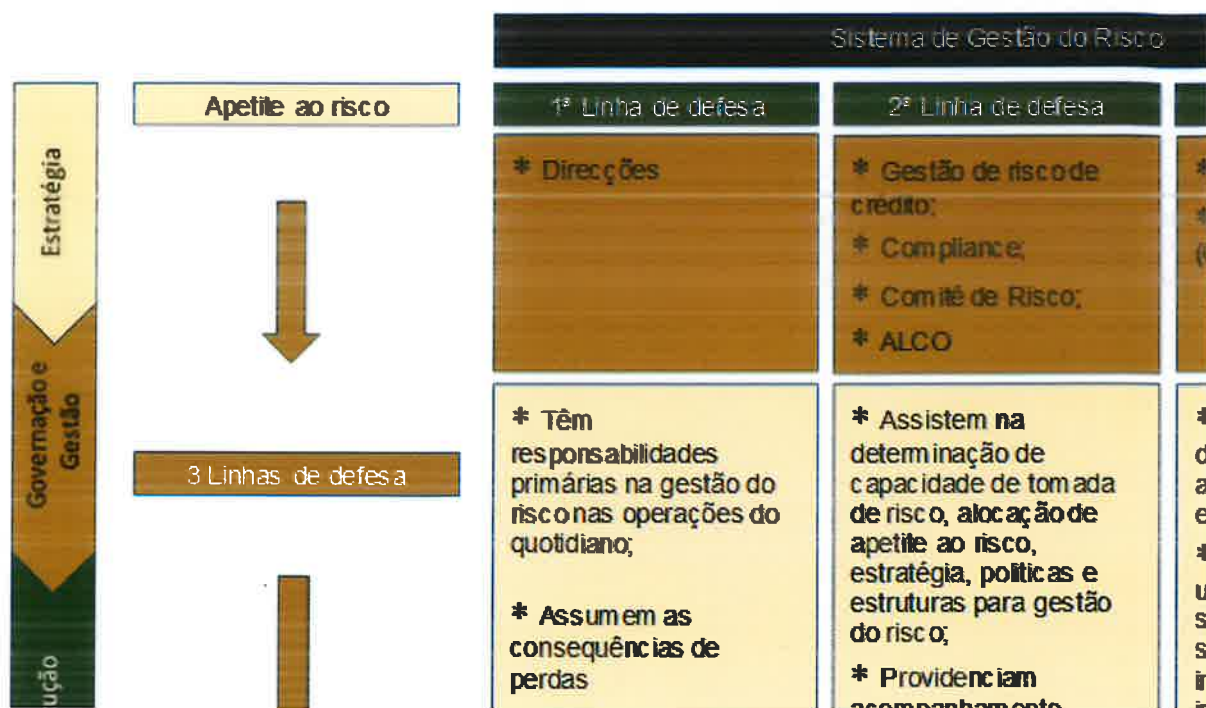 Sistema de Gestão do Risco
Apetite ao risco
1ª Linha de defesa
2ª Linha de defesa
Estratégia
* Direcções
* Gestão de risco de
crédito;
* Compliance;
* Comité de Risco;
* ALCO
Governação e
Gestão
3 Linhas de defesa
* Têm
responsabilidades
primárias na gestão do
risco nas operações do
quotidiano;
* Assumem as
consequências de
perdas
* Assistem na
determinação de
capacidade de tomada
de risco, alocação de
apetite ao risco,
estratégia, politicas e
estruturas para gestão
do risco;
* Providenciam
acompanhamento
ução